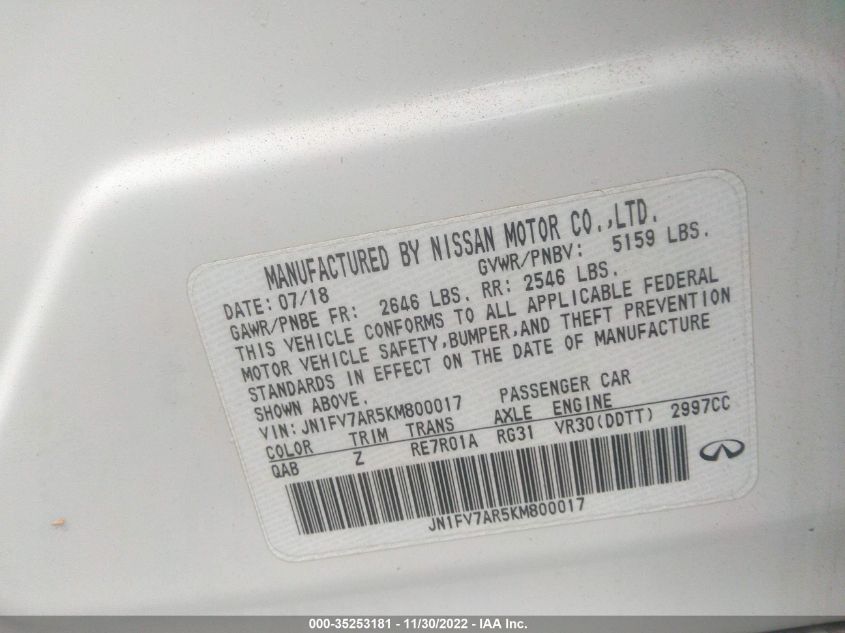 MANUFACTURED BY NISSAN MOTOR CO.,LTD.
DATE: 07/18 GVWR/PNBV: 5159 LBS.
GAWR/PNBE FR: 2646 LBS. RR: 2546 LBS.
THIS VEHICLE CONFORMS TO ALL APPLICABLE FEDERAL
MOTOR VEHICLE SAFETY,BUMPER,AND THEFT PREVENTION
STANDARDS IN EFFECT ON THE DATE OF MANUFACTURE
SHOWN ABOVE.
VIN: JN1FV7AR5KM800017 PASSENGER CAR
COLOR TRIM TRANS AXLE ENGINE
QAB Z RE7R01A RG31 VR30(DDTT) 2997CC
JN1FV7AR5KM800017
000-35253181 - 11/30/2022 - IAA Inc.